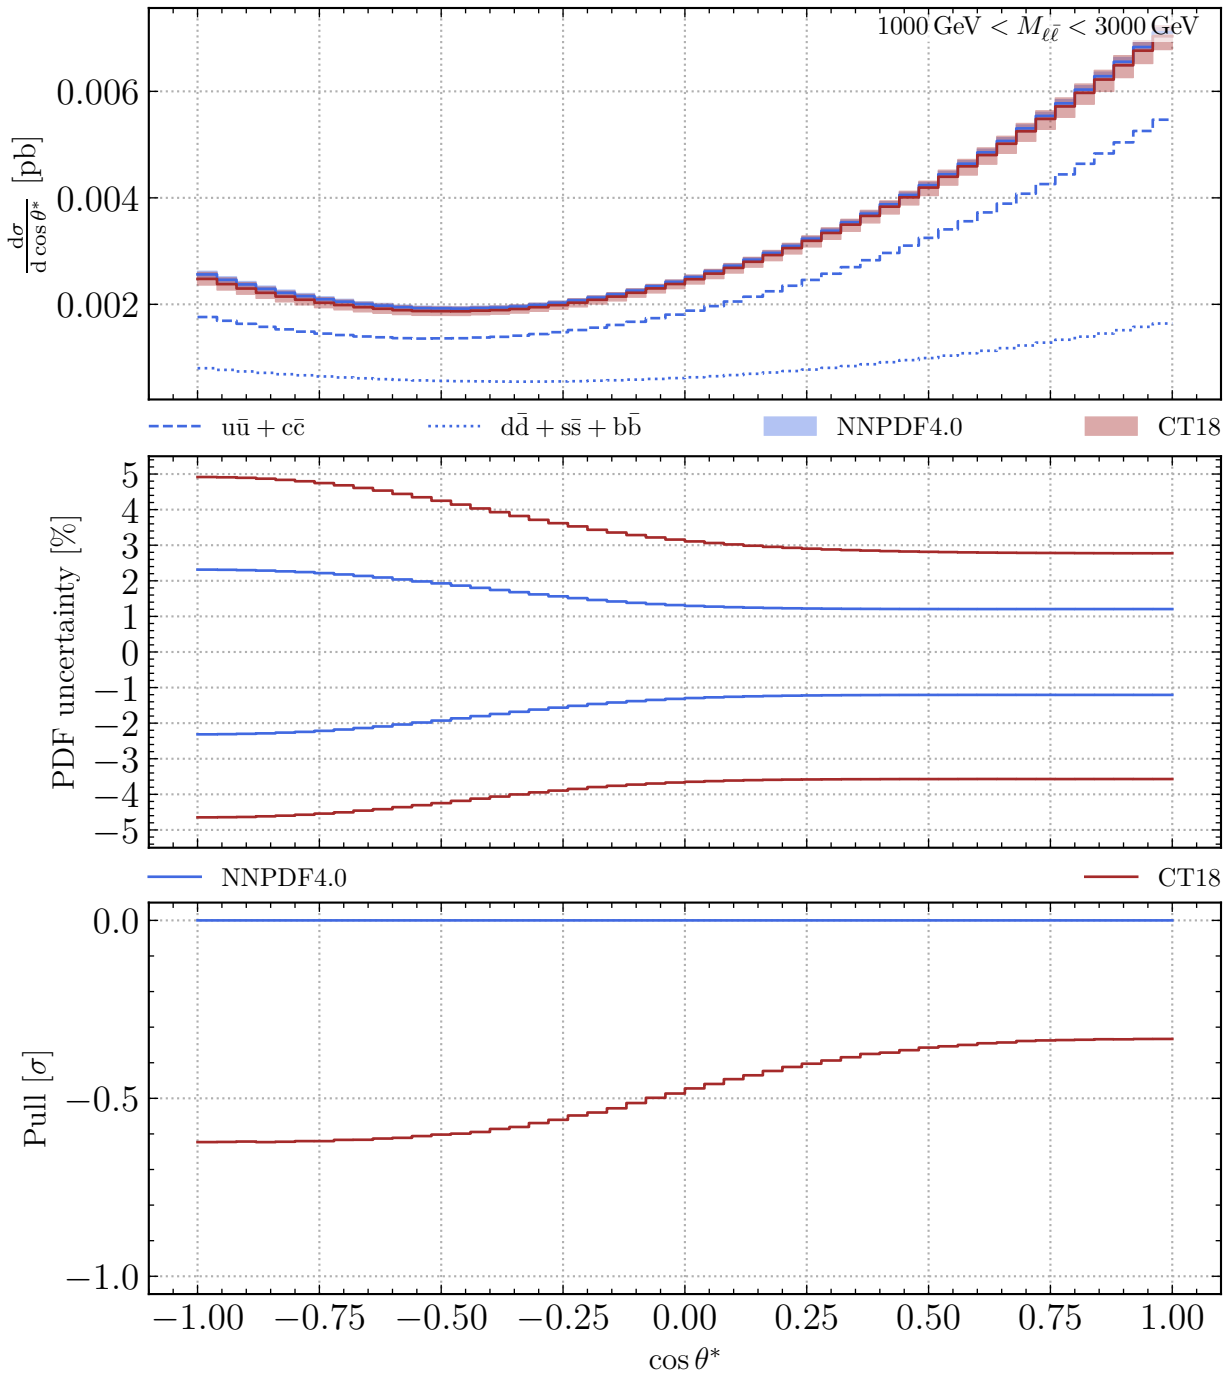 1000 GeV < M_{ℓℓ̄} < 3000 GeV
dσ/d cos θ* [pb]
0.006
0.004
0.002
uū + cc̄
dd̄ + ss̄ + bb̄
NNPDF4.0
CT18
PDF uncertainty [%]
5
4
3
2
1
0
−1
−2
−3
−4
−5
NNPDF4.0
CT18
Pull [σ]
0.0
−0.5
−1.0
−1.00 −0.75 −0.50 −0.25 0.00 0.25 0.50 0.75 1.00
cos θ*